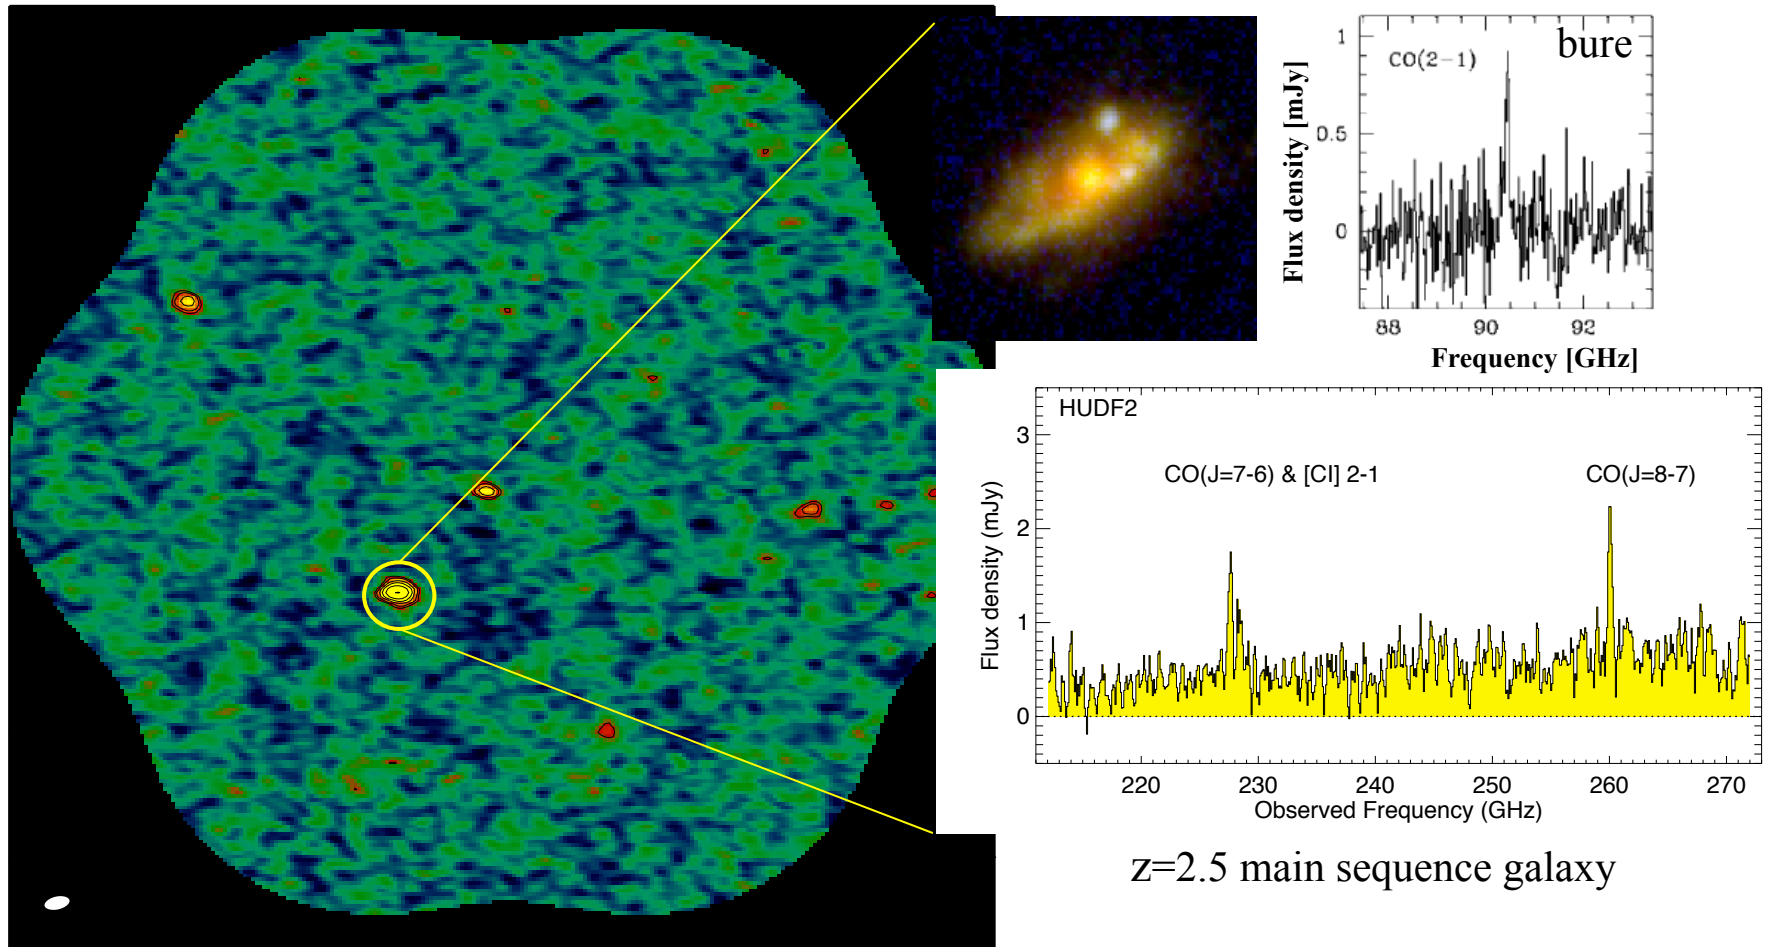 bure
CO(2-1)
Flux density [mJy]
1
0.5
0
88 90 92
Frequency [GHz]
HUDF2
CO(J=7-6) & [CI] 2-1
CO(J=8-7)
Flux density (mJy)
3
2
1
0
220 230 240 250 260 270
Observed Frequency (GHz)
z=2.5 main sequence galaxy